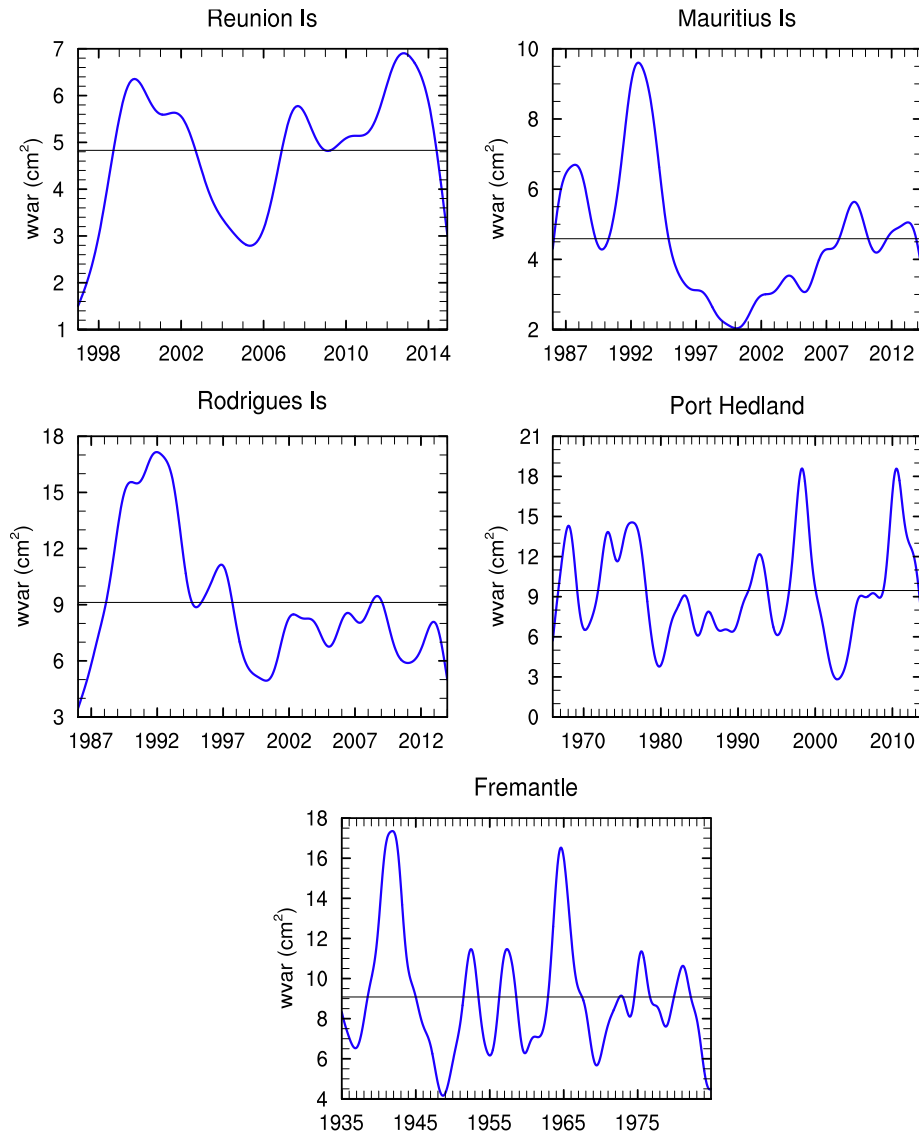 Reunion Is
wvar (cm²)
7
6
5
4
3
2
1
1998 2002 2006 2010 2014
Mauritius Is
wvar (cm²)
10
8
6
4
2
1987 1992 1997 2002 2007 2012
Rodrigues Is
wvar (cm²)
18
15
12
9
6
3
1987 1992 1997 2002 2007 2012
Port Hedland
wvar (cm²)
21
18
15
12
9
6
3
0
1970 1980 1990 2000 2010
Fremantle
wvar (cm²)
18
16
14
12
10
8
6
4
1935 1945 1955 1965 1975